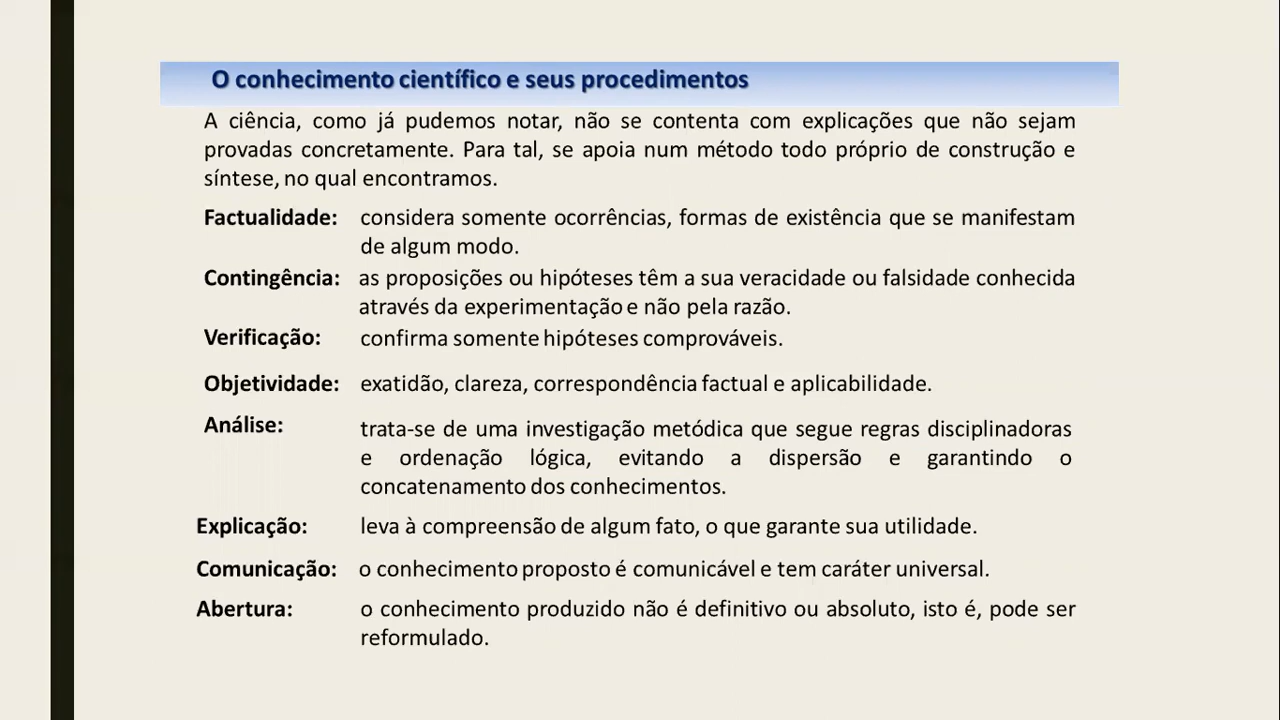 O conhecimento científico e seus procedimentos
A ciência, como já pudemos notar, não se contenta com explicações que não sejam
provadas concretamente. Para tal, se apoia num método todo próprio de construção e
síntese, no qual encontramos.
Factualidade: considera somente ocorrências, formas de existência que se manifestam
de algum modo.
Contingência: as proposições ou hipóteses têm a sua veracidade ou falsidade conhecida
através da experimentação e não pela razão.
Verificação: confirma somente hipóteses comprováveis.
Objetividade: exatidão, clareza, correspondência factual e aplicabilidade.
Análise: trata-se de uma investigação metódica que segue regras disciplinadoras
e ordenação lógica, evitando a dispersão e garantindo o
concatenamento dos conhecimentos.
Explicação: leva à compreensão de algum fato, o que garante sua utilidade.
Comunicação: o conhecimento proposto é comunicável e tem caráter universal.
Abertura: o conhecimento produzido não é definitivo ou absoluto, isto é, pode ser
reformulado.